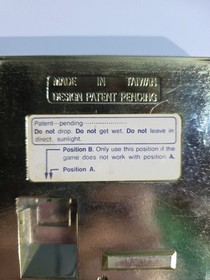 MADE IN TAIWAN
DESIGN PATENT PENDING
Patent---pending ·····················
Do not drop. Do not get wet. Do not leave in
direct. sunlight.
Position B. Only use this position if the
game does not work with position A.
Position A.